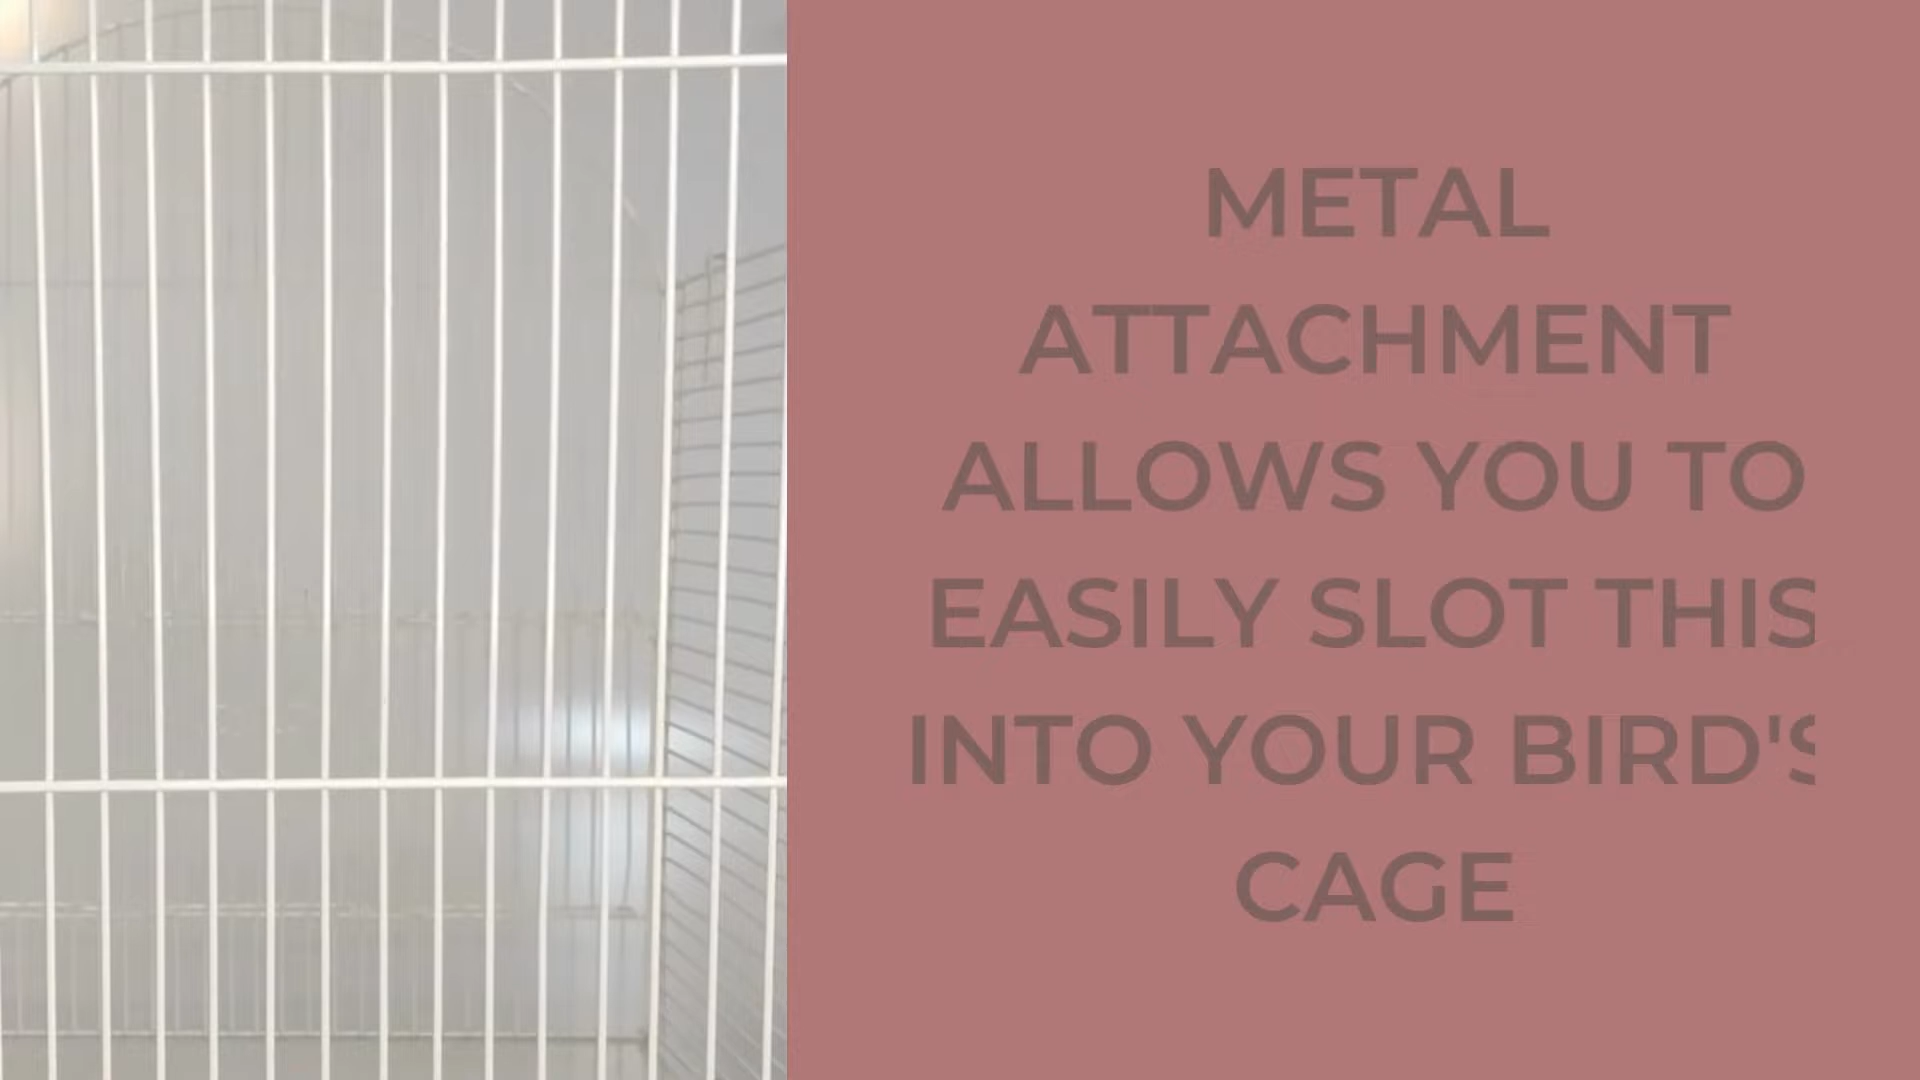 METAL
ATTACHMENT
ALLOWS YOU TO
EASILY SLOT THIS
INTO YOUR BIRD'S
CAGE